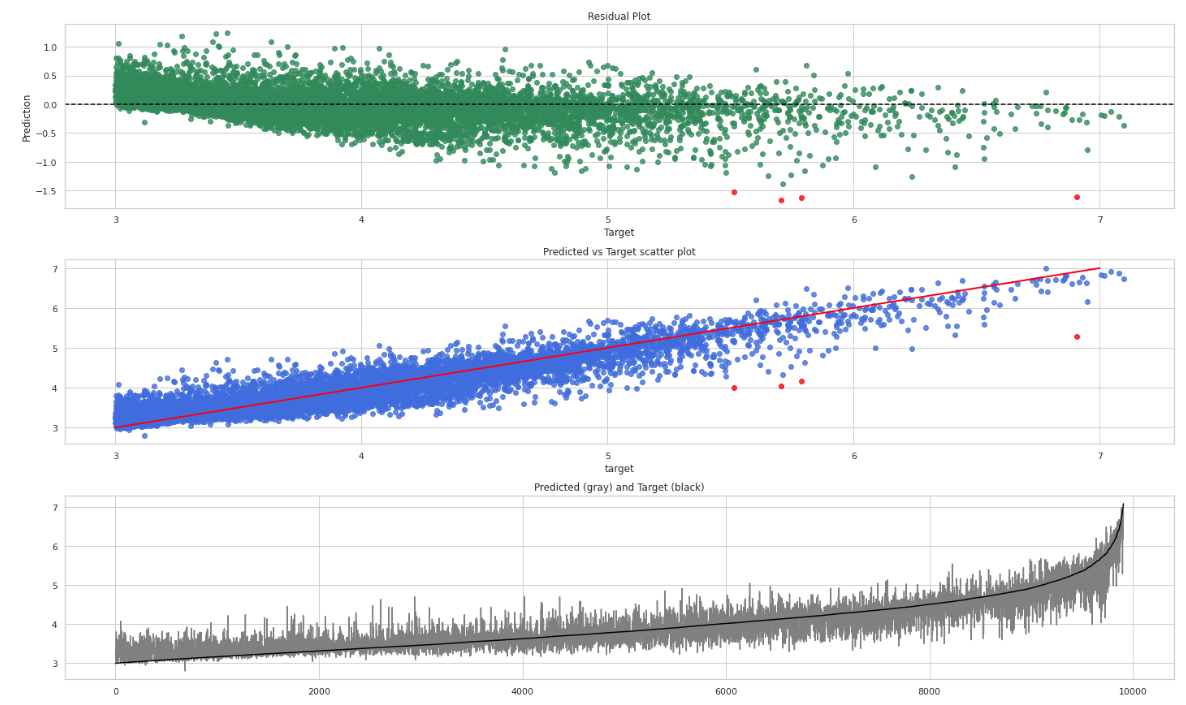 Residual Plot
Prediction
1.0
0.5
0.0
−0.5
−1.0
−1.5
3 4 5 6 7
Target
Predicted vs Target scatter plot
7
6
5
4
3
3 4 5 6 7
target
Predicted (gray) and Target (black)
7
6
5
4
3
0 2000 4000 6000 8000 10000